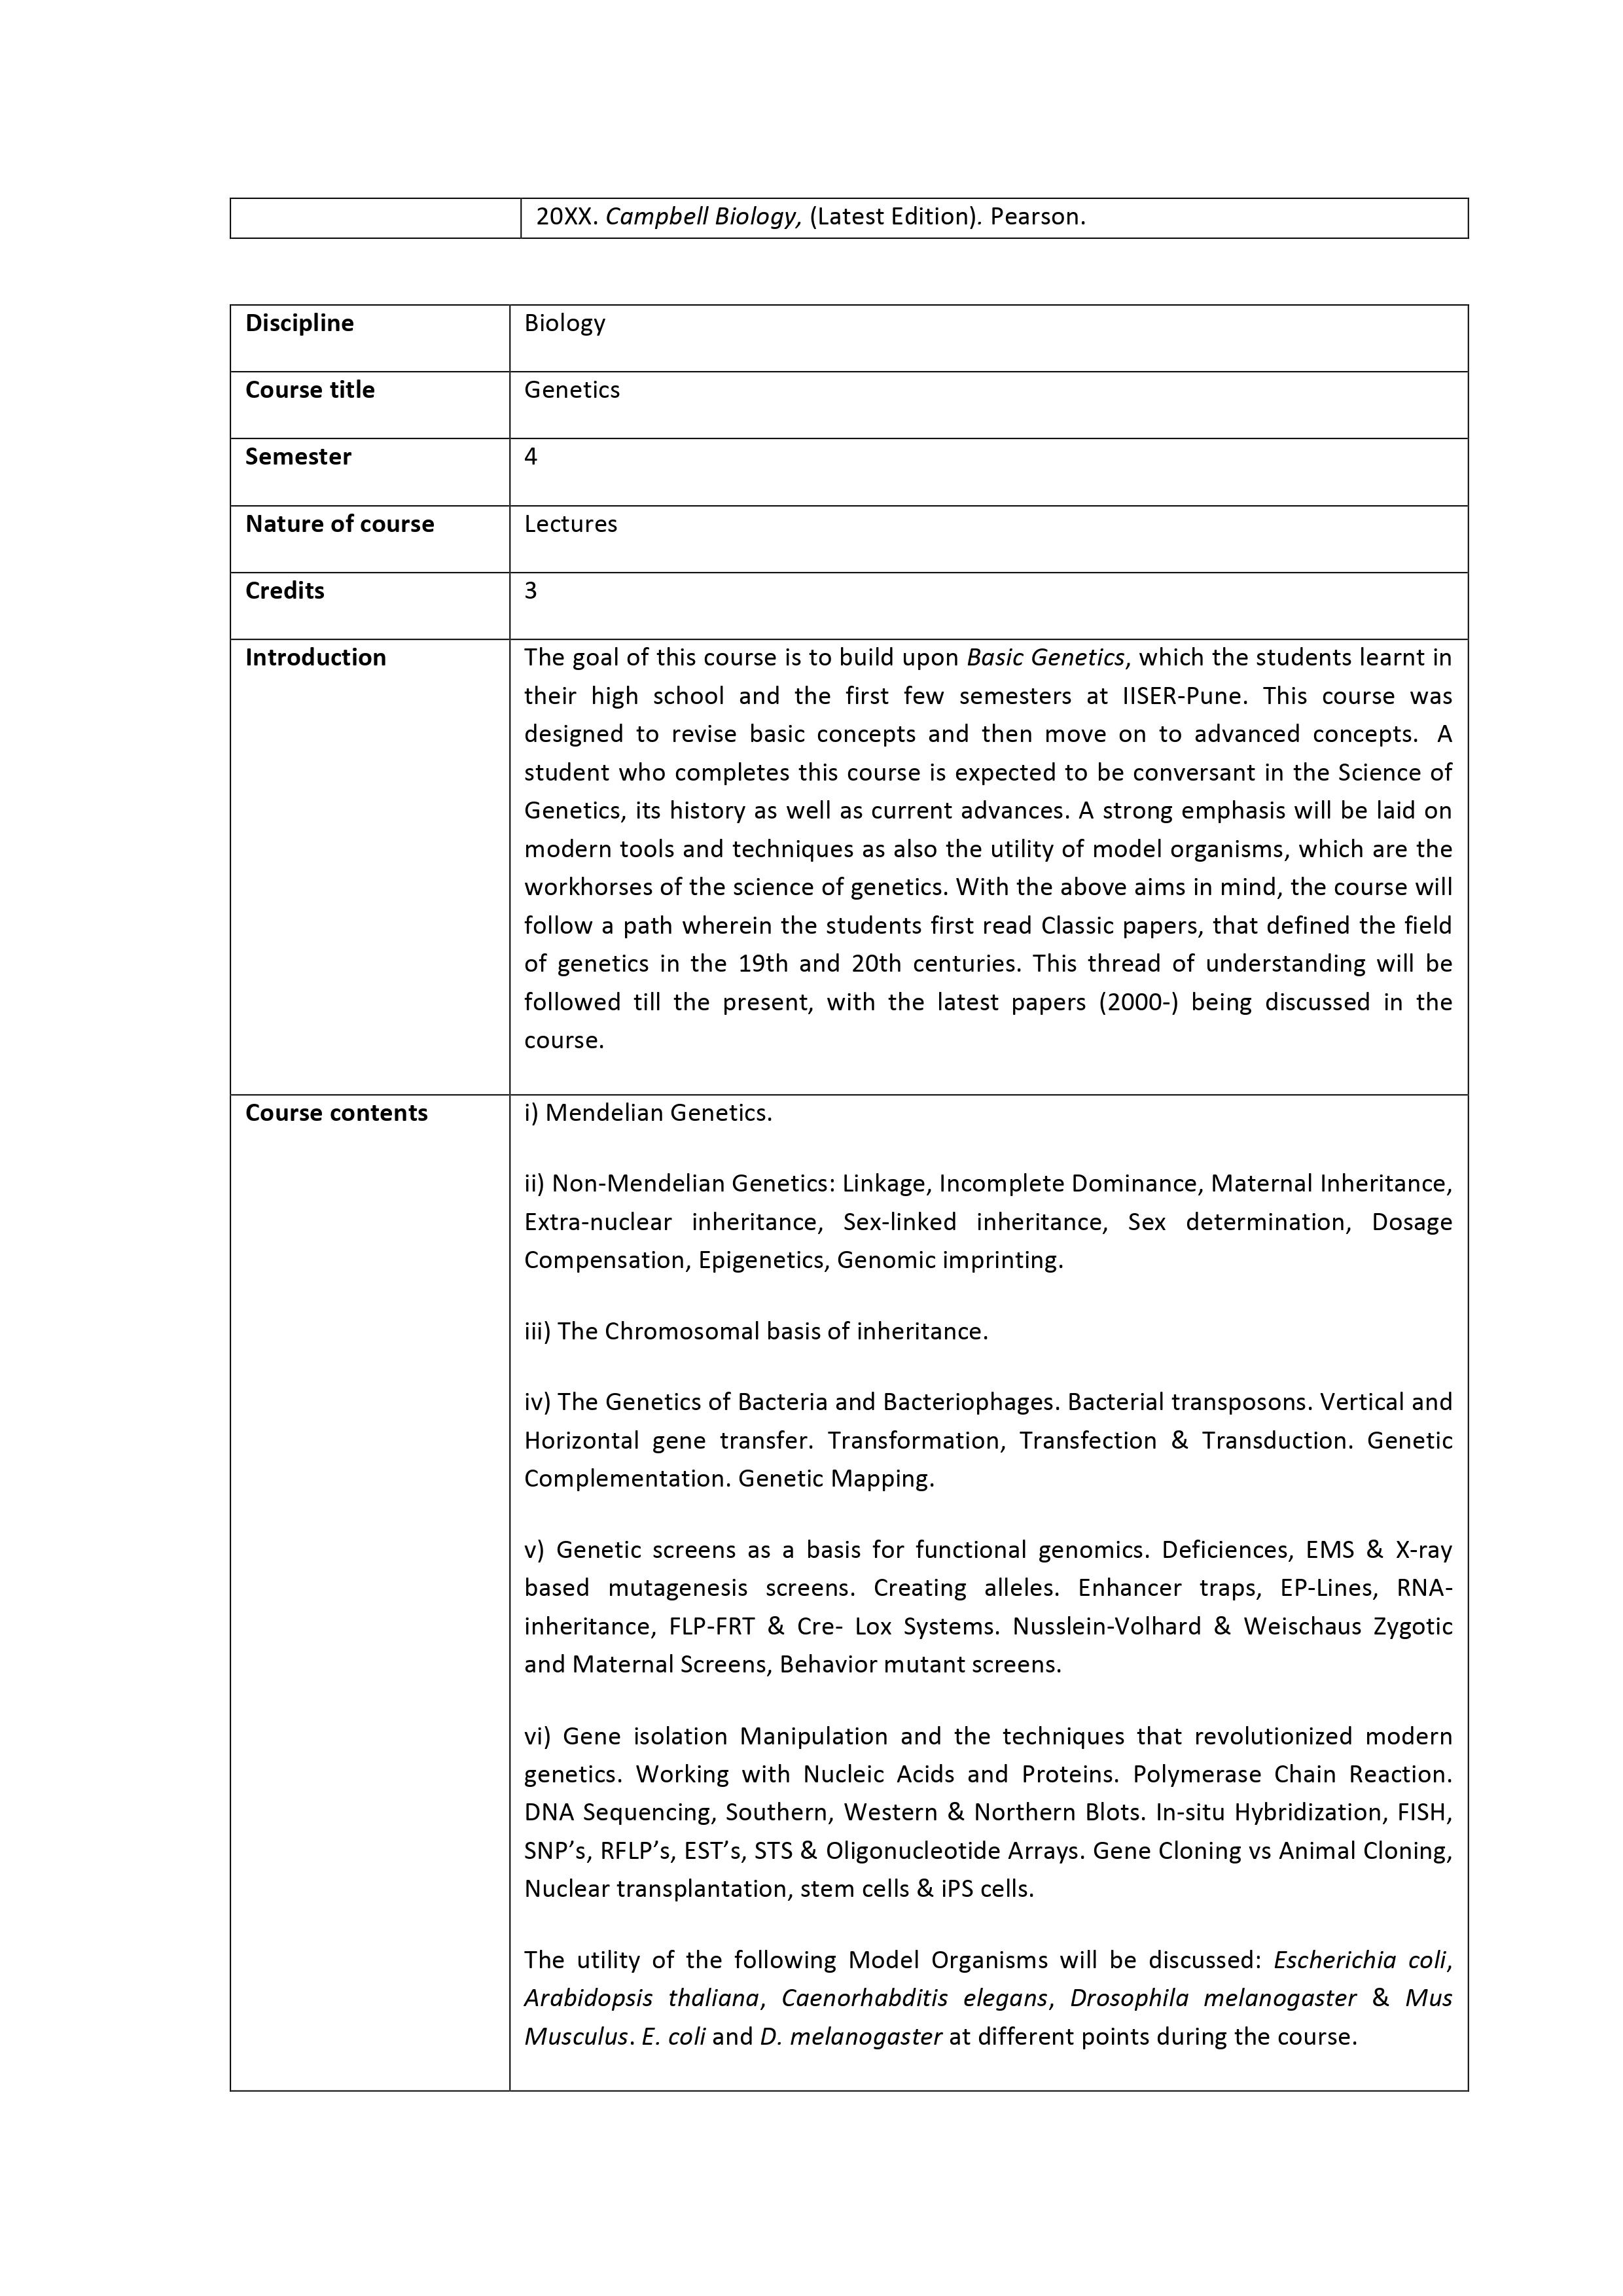 20XX. Campbell Biology, (Latest Edition). Pearson.
Discipline
Biology
Course title
Genetics
Semester
4
Nature of course
Lectures
Credits
3
Introduction
The goal of this course is to build upon Basic Genetics, which the students learnt in
their high school and the first few semesters at IISER-Pune. This course was
designed to revise basic concepts and then move on to advanced concepts. A
student who completes this course is expected to be conversant in the Science of
Genetics, its history as well as current advances. A strong emphasis will be laid on
modern tools and techniques as also the utility of model organisms, which are the
workhorses of the science of genetics. With the above aims in mind, the course will
follow a path wherein the students first read Classic papers, that defined the field
of genetics in the 19th and 20th centuries. This thread of understanding will be
followed till the present, with the latest papers (2000-) being discussed in the
course.
Course contents
i) Mendelian Genetics.
ii) Non-Mendelian Genetics: Linkage, Incomplete Dominance, Maternal Inheritance,
Extra-nuclear inheritance, Sex-linked inheritance, Sex determination, Dosage
Compensation, Epigenetics, Genomic imprinting.
iii) The Chromosomal basis of inheritance.
iv) The Genetics of Bacteria and Bacteriophages. Bacterial transposons. Vertical and
Horizontal gene transfer. Transformation, Transfection & Transduction. Genetic
Complementation. Genetic Mapping.
v) Genetic screens as a basis for functional genomics. Deficiences, EMS & X-ray
based mutagenesis screens. Creating alleles. Enhancer traps, EP-Lines, RNA-
inheritance, FLP-FRT & Cre- Lox Systems. Nusslein-Volhard & Weischaus Zygotic
and Maternal Screens, Behavior mutant screens.
vi) Gene isolation Manipulation and the techniques that revolutionized modern
genetics. Working with Nucleic Acids and Proteins. Polymerase Chain Reaction.
DNA Sequencing, Southern, Western & Northern Blots. In-situ Hybridization, FISH,
SNP’s, RFLP’s, EST’s, STS & Oligonucleotide Arrays. Gene Cloning vs Animal Cloning,
Nuclear transplantation, stem cells & iPS cells.
The utility of the following Model Organisms will be discussed: Escherichia coli,
Arabidopsis thaliana, Caenorhabditis elegans, Drosophila melanogaster & Mus
Musculus. E. coli and D. melanogaster at different points during the course.